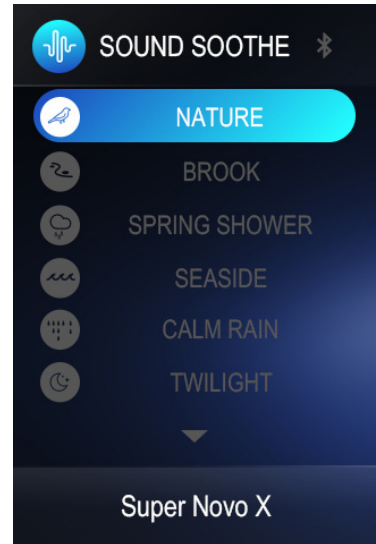 SOUND SOOTHE
NATURE
BROOK
SPRING SHOWER
SEASIDE
CALM RAIN
TWILIGHT
Super Novo X